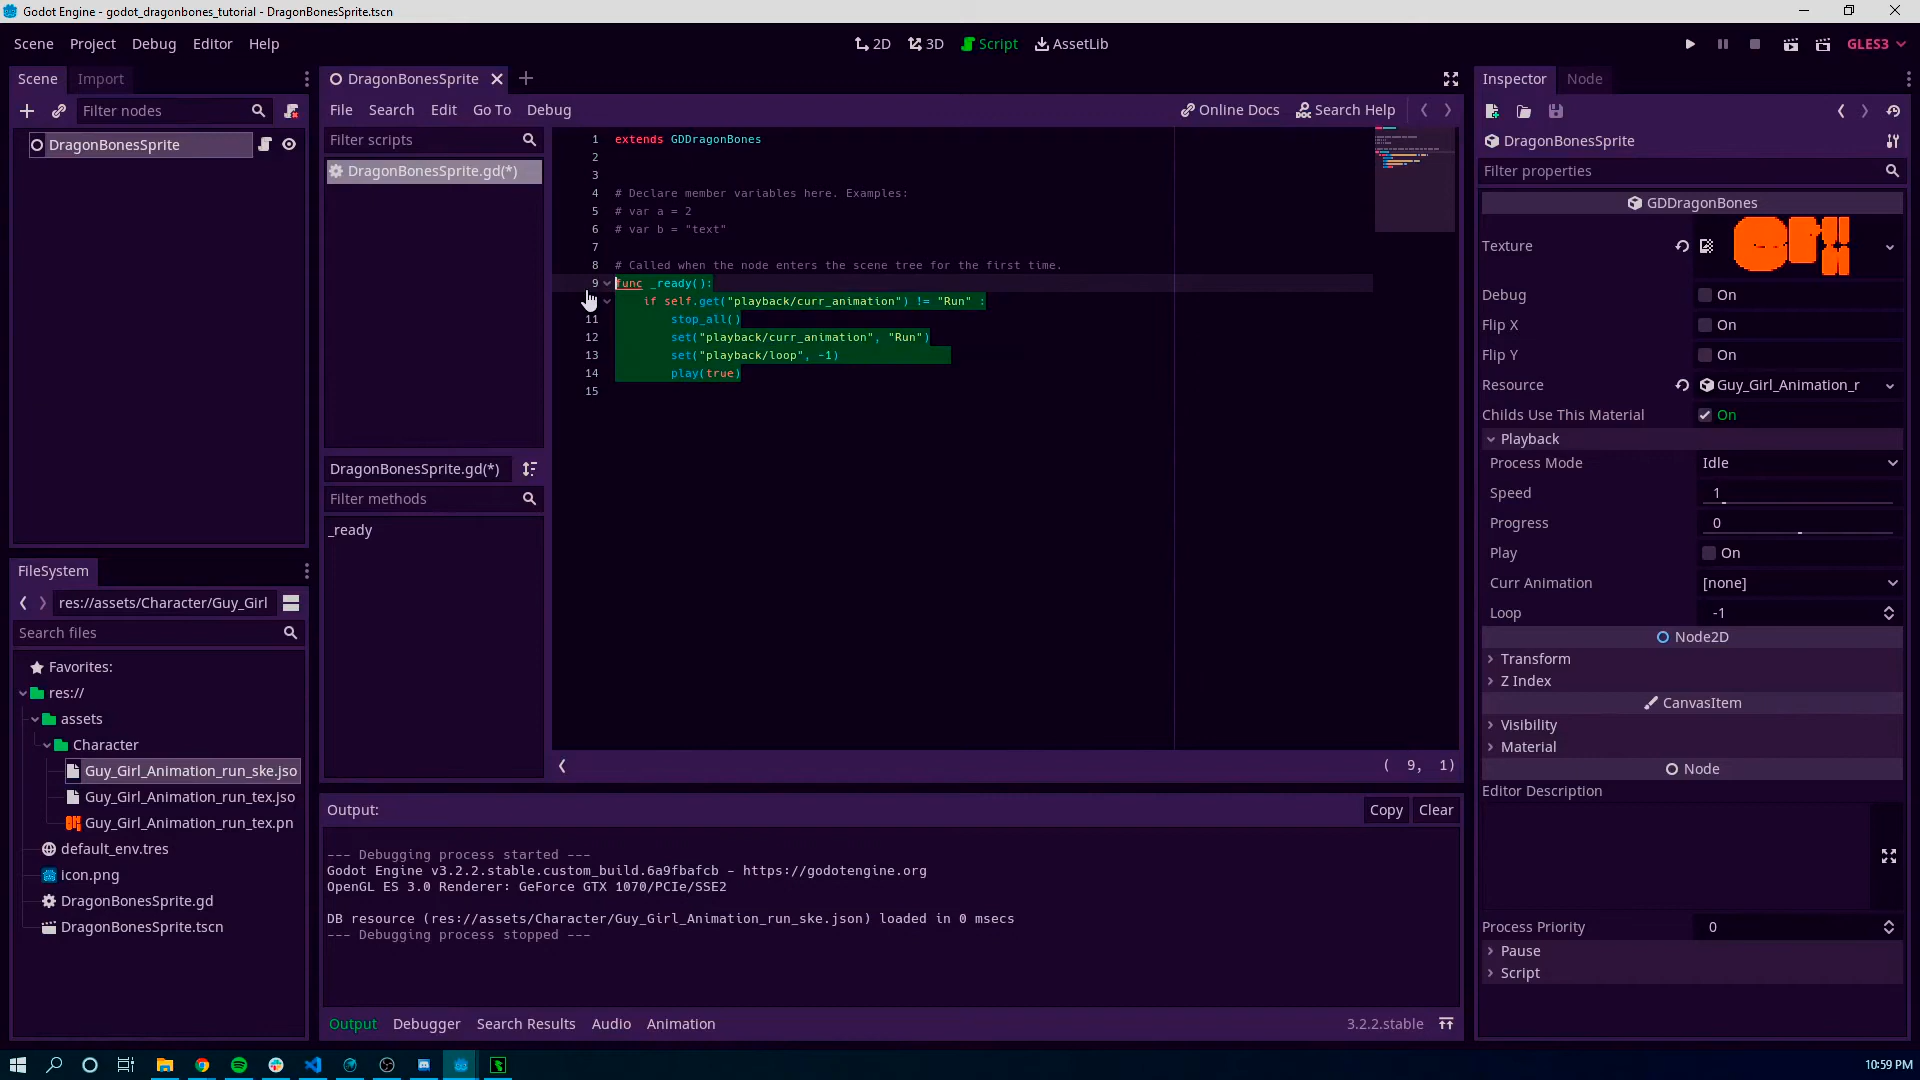 Godot Engine - godot_dragonbones_tutorial - DragonBonesSprite.tscn
Scene Project Debug Editor Help
2D 3D Script AssetLib
GLES3
Scene Import
Filter nodes
DragonBonesSprite
DragonBonesSprite
File Search Edit Go To Debug
Online Docs Search Help
Filter scripts
DragonBonesSprite.gd(*)
DragonBonesSprite.gd(*)
Filter methods
_ready
1 extends GDDragonBones
2
3
4 # Declare member variables here. Examples:
5 # var a = 2
6 # var b = "text"
7
8 # Called when the node enters the scene tree for the first time.
9 func _ready():
if self.get("playback/curr_animation") != "Run" :
11 stop_all()
12 set("playback/curr_animation", "Run")
13 set("playback/loop", -1)
14 play(true)
15
( 9, 1)
FileSystem
res://assets/Character/Guy_Girl
Search files
Favorites:
res://
assets
Character
Guy_Girl_Animation_run_ske.jso
Guy_Girl_Animation_run_tex.jso
Guy_Girl_Animation_run_tex.pn
default_env.tres
icon.png
DragonBonesSprite.gd
DragonBonesSprite.tscn
Output:
Copy Clear
--- Debugging process started ---
Godot Engine v3.2.2.stable.custom_build.6a9fbafcb - https://godotengine.org
OpenGL ES 3.0 Renderer: GeForce GTX 1070/PCIe/SSE2
DB resource (res://assets/Character/Guy_Girl_Animation_run_ske.json) loaded in 0 msecs
--- Debugging process stopped ---
Output Debugger Search Results Audio Animation
3.2.2.stable
Inspector Node
DragonBonesSprite
Filter properties
GDDragonBones
Texture
Debug On
Flip X On
Flip Y On
Resource Guy_Girl_Animation_r
Childs Use This Material On
Playback
Process Mode Idle
Speed 1
Progress 0
Play On
Curr Animation [none]
Loop -1
Node2D
Transform
Z Index
CanvasItem
Visibility
Material
Node
Editor Description
Process Priority 0
Pause
Script
10:59 PM